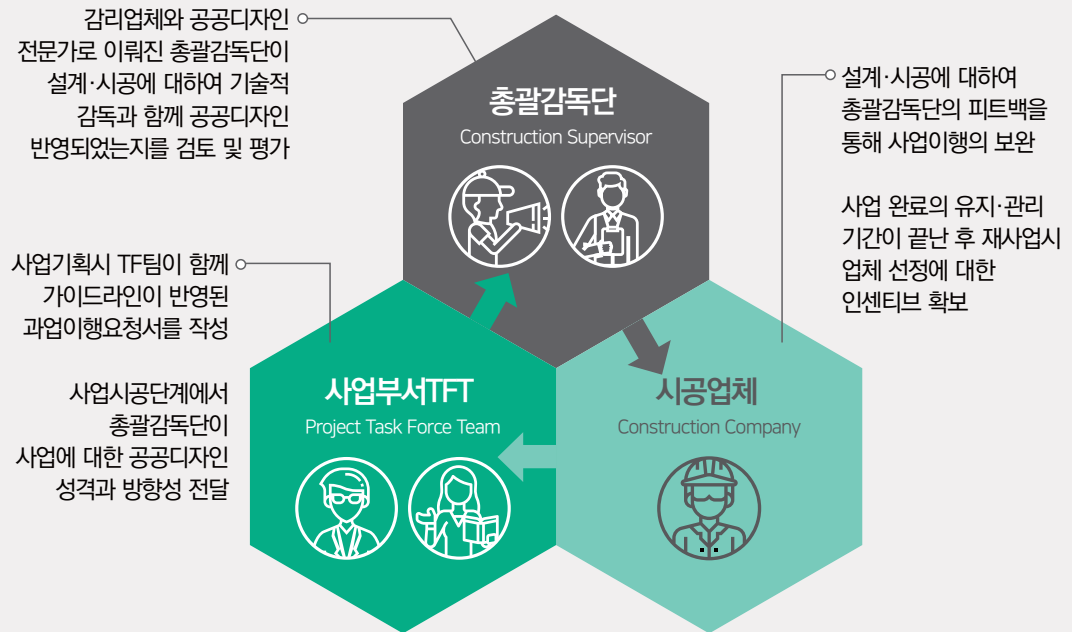 감리업체와 공공디자인
전문가로 이뤄진 총괄감독단이
설계·시공에 대하여 기술적
감독과 함께 공공디자인
반영되었는지를 검토 및 평가
총괄감독단
Construction Supervisor
설계·시공에 대하여
총괄감독단의 피트백을
통해 사업이행의 보완
사업 완료의 유지·관리
기간이 끝난 후 재사업시
업체 선정에 대한
인센티브 확보
사업기획시 TF팀이 함께
가이드라인이 반영된
과업이행요청서를 작성
사업시공단계에서
총괄감독단이
사업에 대한 공공디자인
성격과 방향성 전달
사업부서TFT
Project Task Force Team
시공업체
Construction Company